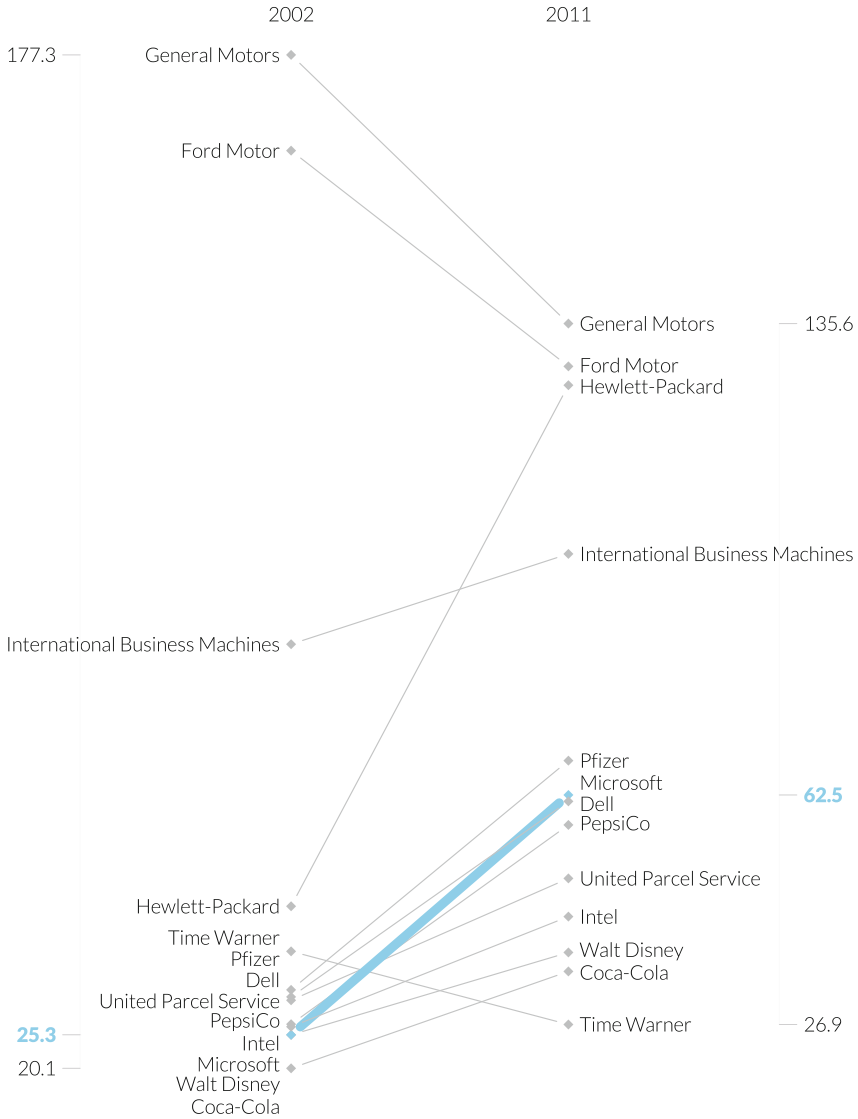 2002 2011
177.3 General Motors
Ford Motor
General Motors 135.6
Ford Motor
Hewlett-Packard
International Business Machines
International Business Machines
Pfizer
Microsoft
62.5
Dell
PepsiCo
United Parcel Service
Hewlett-Packard
Intel
Time Warner
Walt Disney
Pfizer
Coca-Cola
Dell
United Parcel Service
PepsiCo
Time Warner 26.9
25.3
Intel
Microsoft
20.1
Walt Disney
Coca-Cola